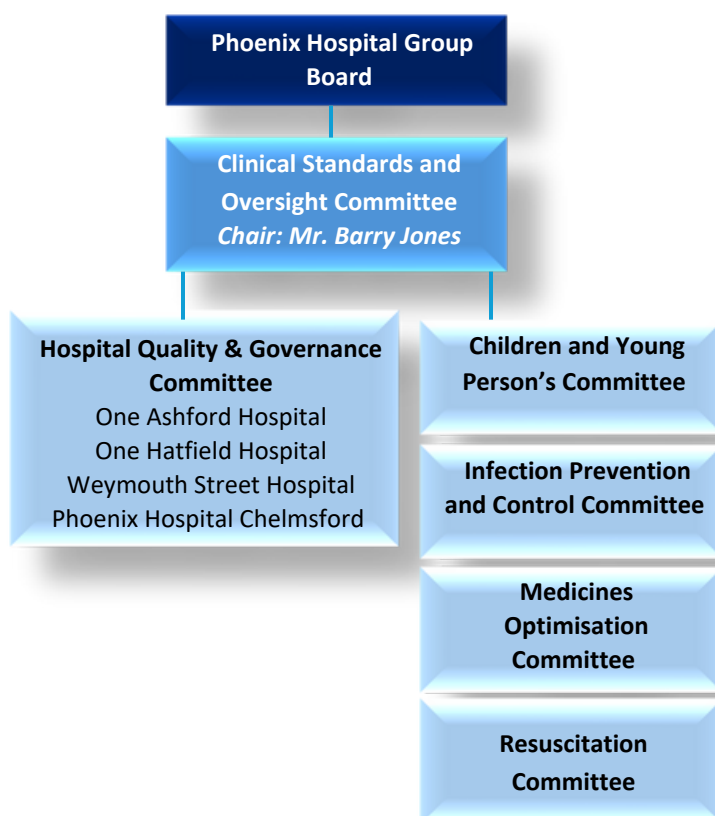 Phoenix Hospital Group
Board
Clinical Standards and
Oversight Committee
Chair: Mr. Barry Jones
Hospital Quality & Governance
Committee
One Ashford Hospital
One Hatfield Hospital
Weymouth Street Hospital
Phoenix Hospital Chelmsford
Children and Young
Person’s Committee
Infection Prevention
and Control Committee
Medicines
Optimisation
Committee
Resuscitation
Committee